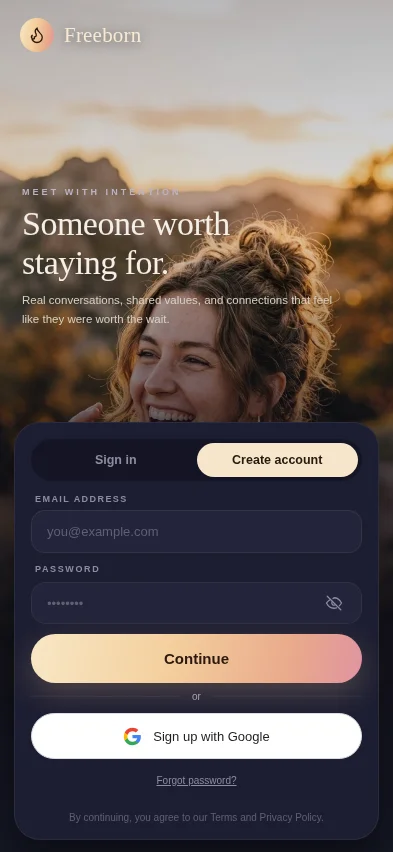 Freeborn
MEET WITH INTENTION
Someone worth
staying for.
Real conversations, shared values, and connections that feel
like they were worth the wait.
Sign in
Create account
EMAIL ADDRESS
you@example.com
PASSWORD
••••••••
Continue
or
Sign up with Google
Forgot password?
By continuing, you agree to our Terms and Privacy Policy.